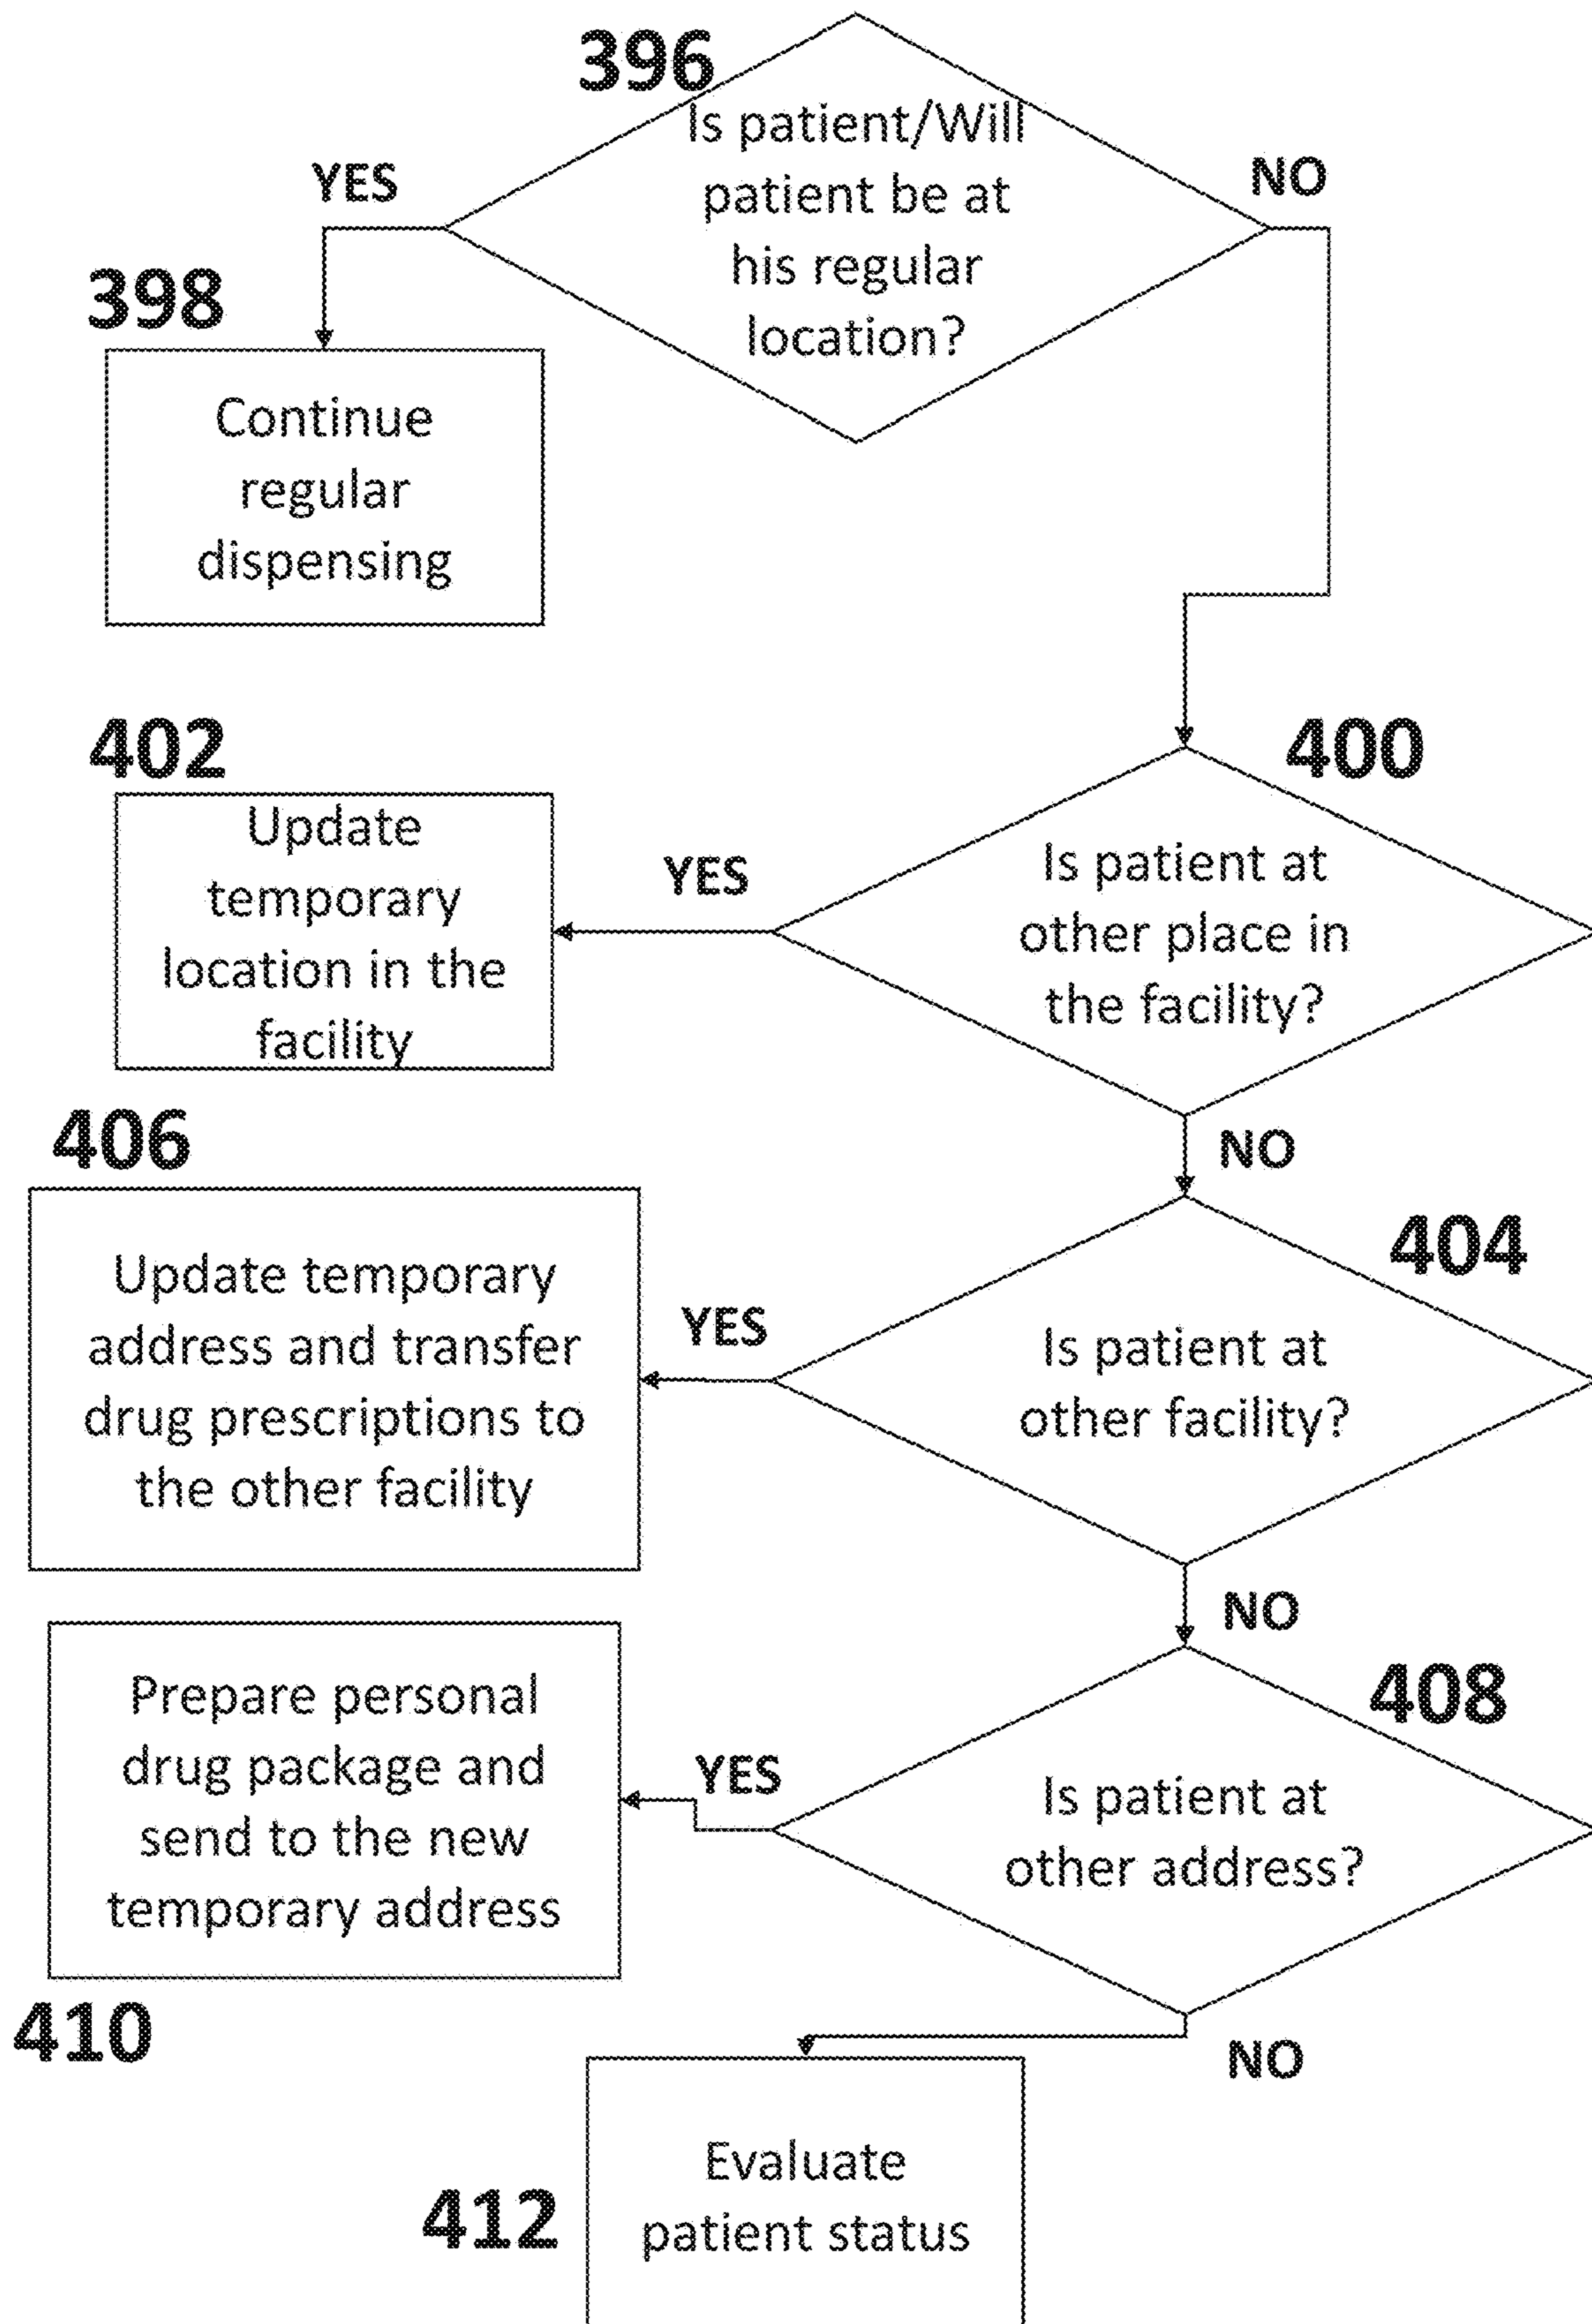 396
Is patient/Will
patient be at
his regular
location?
YES
NO
398
Continue
regular
dispensing
402
Update
temporary
location in the
facility
YES
400
Is patient at
other place in
the facility?
NO
406
Update temporary
address and transfer
drug prescriptions to
the other facility
YES
404
Is patient at
other facility?
NO
Prepare personal
drug package and
send to the new
temporary address
410
YES
408
Is patient at
other address?
NO
412
Evaluate
patient status